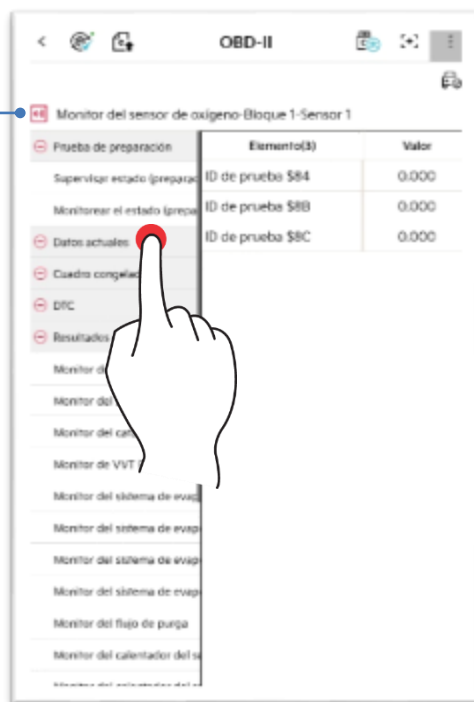 OBD-II
Monitor del sensor de oxígeno-Bloque 1-Sensor 1
Prueba de preparación
Elemento(3)
Valor
Supervisar estado (preparac
ID de prueba $84
0.000
Monitorear el estado (prepa
ID de prueba $8B
0.000
Datos actuales
ID de prueba $8C
0.000
Cuadro congelad
DTC
Resultados
Monitor d
Monitor del
Monitor del cat
Monitor de VVT
Monitor del sistema de evap
Monitor del sistema de evap
Monitor del sistema de evap
Monitor del sistema de evap
Monitor del flujo de purga
Monitor del calentador del s